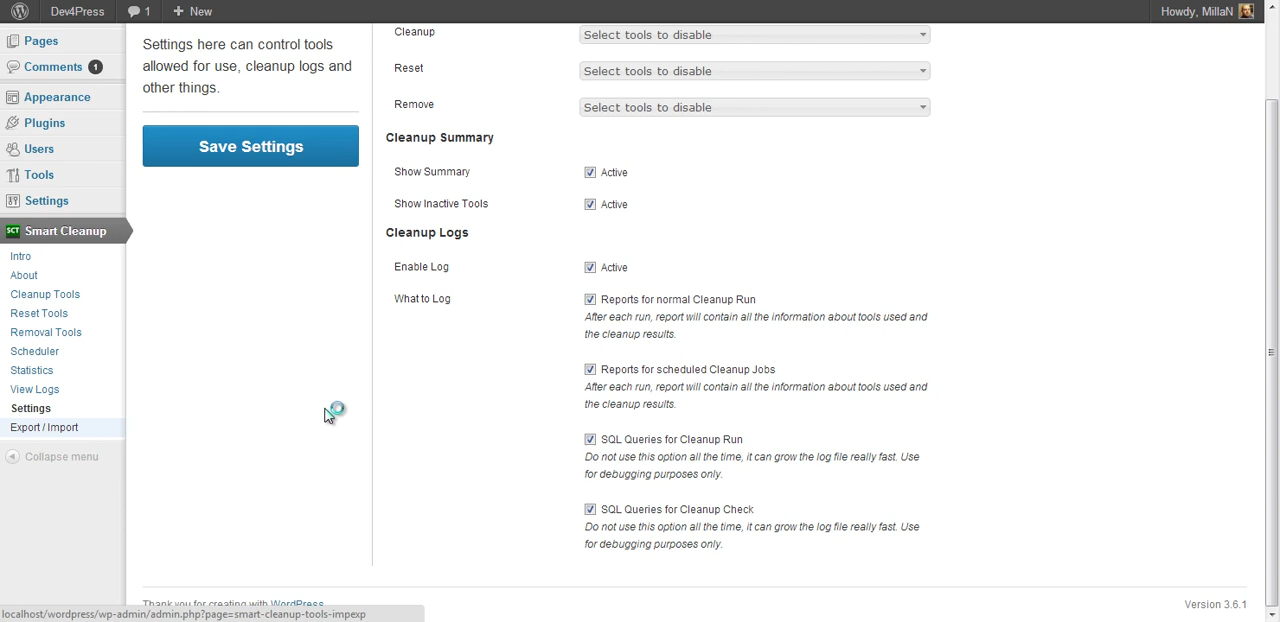 Dev4Press
1
+ New
Howdy, MillaN
Pages
Comments 1
Appearance
Plugins
Users
Tools
Settings
SCT Smart Cleanup
Intro
About
Cleanup Tools
Reset Tools
Removal Tools
Scheduler
Statistics
View Logs
Settings
Export / Import
Collapse menu
Settings here can control tools
allowed for use, cleanup logs and
other things.
Save Settings
Cleanup Select tools to disable
Reset Select tools to disable
Remove Select tools to disable
Cleanup Summary
Show Summary Active
Show Inactive Tools Active
Cleanup Logs
Enable Log Active
What to Log Reports for normal Cleanup Run
After each run, report will contain all the information about tools used and
the cleanup results.
Reports for scheduled Cleanup Jobs
After each run, report will contain all the information about tools used and
the cleanup results.
SQL Queries for Cleanup Run
Do not use this option all the time, it can grow the log file really fast. Use
for debugging purposes only.
SQL Queries for Cleanup Check
Do not use this option all the time, it can grow the log file really fast. Use
for debugging purposes only.
Thank you for creating with WordPress
Version 3.6.1
localhost/wordpress/wp-admin/admin.php?page=smart-cleanup-tools-impexp